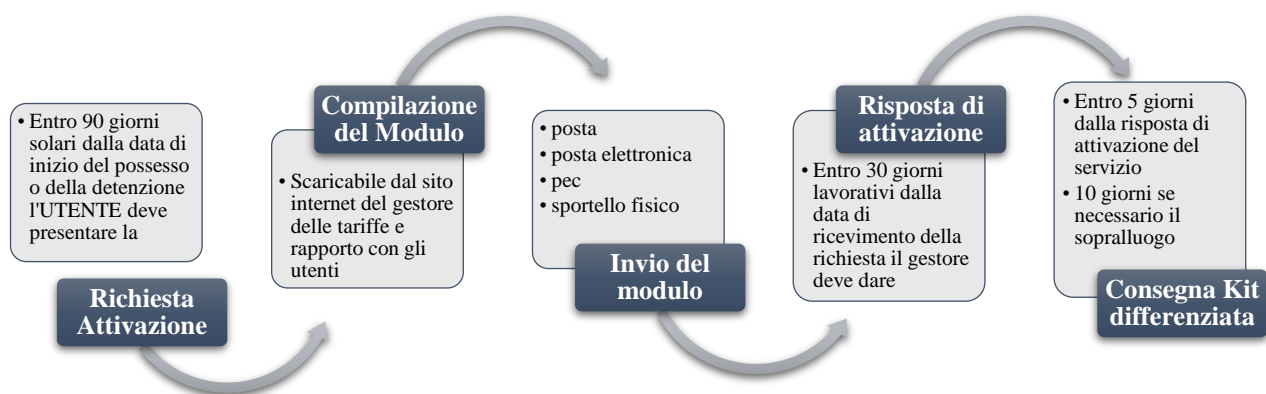 • Entro 90 giorni
solari dalla data di
inizio del possesso
o della detenzione
l'UTENTE deve
presentare la
Richiesta
Attivazione
Compilazione
del Modulo
• Scaricabile dal sito
internet del gestore
delle tariffe e
rapporto con gli
utenti
• posta
• posta elettronica
• pec
• sportello fisico
Invio del
modulo
Risposta di
attivazione
• Entro 30 giorni
lavorativi dalla
data di
ricevimento della
richiesta il gestore
deve dare
• Entro 5 giorni
dalla risposta di
attivazione del
servizio
• 10 giorni se
necessario il
sopralluogo
Consegna Kit
differenziata